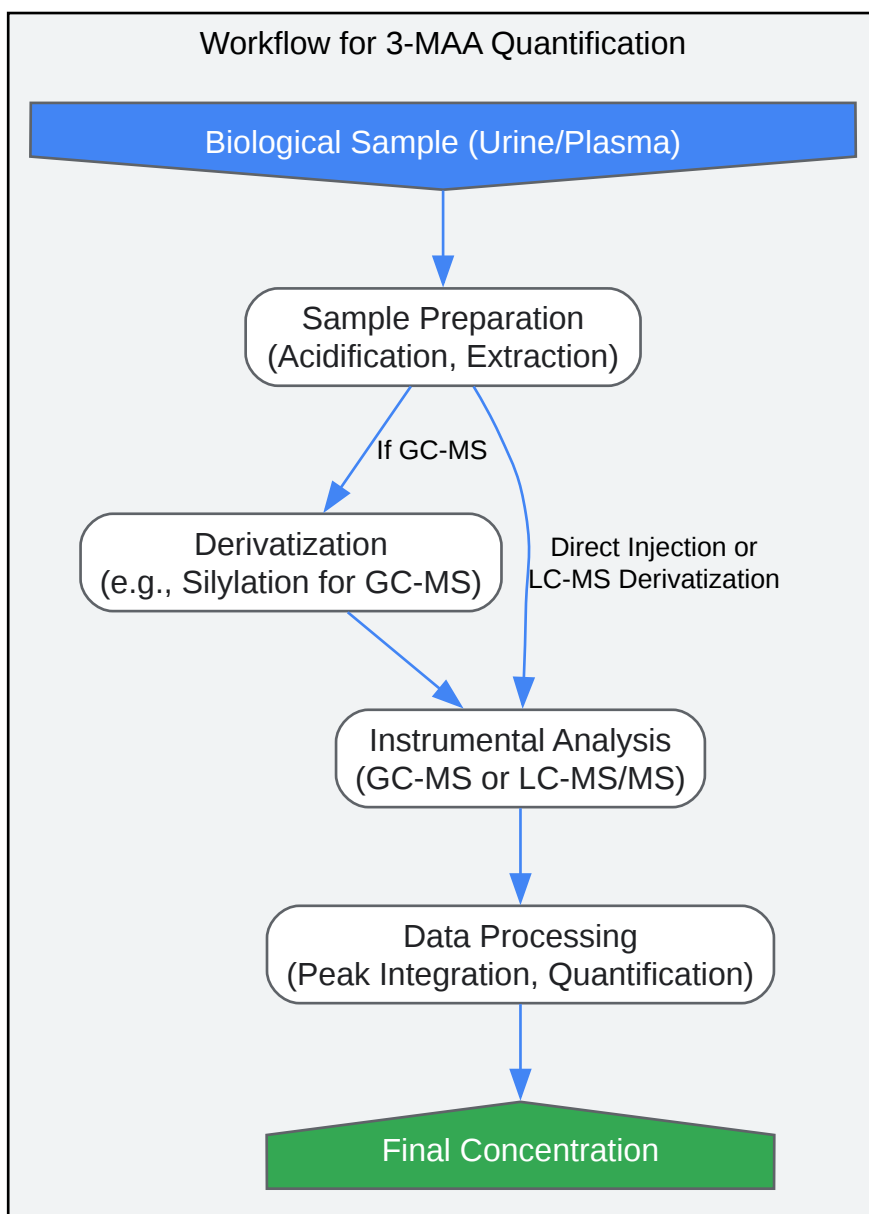 Workflow for 3-MAA Quantification
Biological Sample (Urine/Plasma)
Sample Preparation
(Acidification, Extraction)
If GC-MS
Derivatization
(e.g., Silylation for GC-MS)
Direct Injection or
LC-MS Derivatization
Instrumental Analysis
(GC-MS or LC-MS/MS)
Data Processing
(Peak Integration, Quantification)
Final Concentration